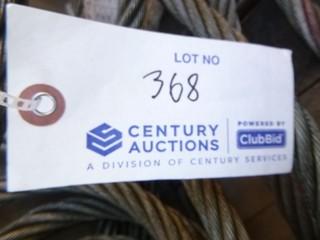 LOT NO
368
CENTURY AUCTIONS
POWERED BY
ClubBid
A DIVISION OF CENTURY SERVICES